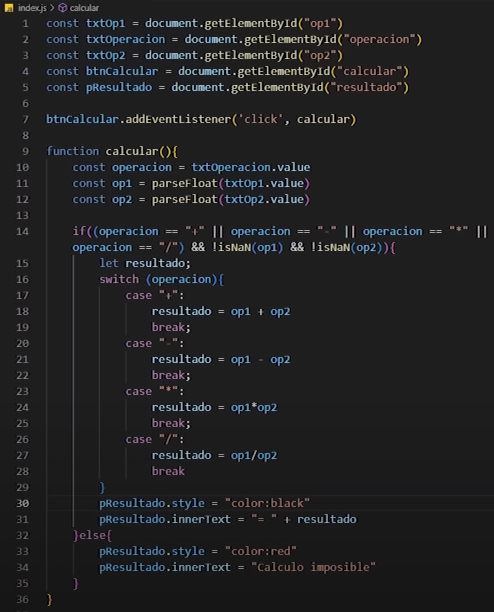 JS index.js > calcular
1 const txtOp1 = document.getElementById("op1")
2 const txtOperacion = document.getElementById("operacion")
3 const txtOp2 = document.getElementById("op2")
4 const btnCalcular = document.getElementById("calcular")
5 const pResultado = document.getElementById("resultado")
6
7 btnCalcular.addEventListener('click', calcular)
8
9 function calcular(){
10 const operacion = txtOperacion.value
11 const op1 = parseFloat(txtOp1.value)
12 const op2 = parseFloat(txtOp2.value)
13
14 if((operacion == "+" || operacion == "-" || operacion == "*" ||
operacion == "/") && !isNaN(op1) && !isNaN(op2)){
15 let resultado;
16 switch (operacion){
17 case "+":
18 resultado = op1 + op2
19 break;
20 case "-":
21 resultado = op1 - op2
22 break;
23 case "*":
24 resultado = op1*op2
25 break;
26 case "/":
27 resultado = op1/op2
28 break
29 }
30 pResultado.style = "color:black"
31 pResultado.innerText = "= " + resultado
32 }else{
33 pResultado.style = "color:red"
34 pResultado.innerText = "Calculo imposible"
35 }
36 }